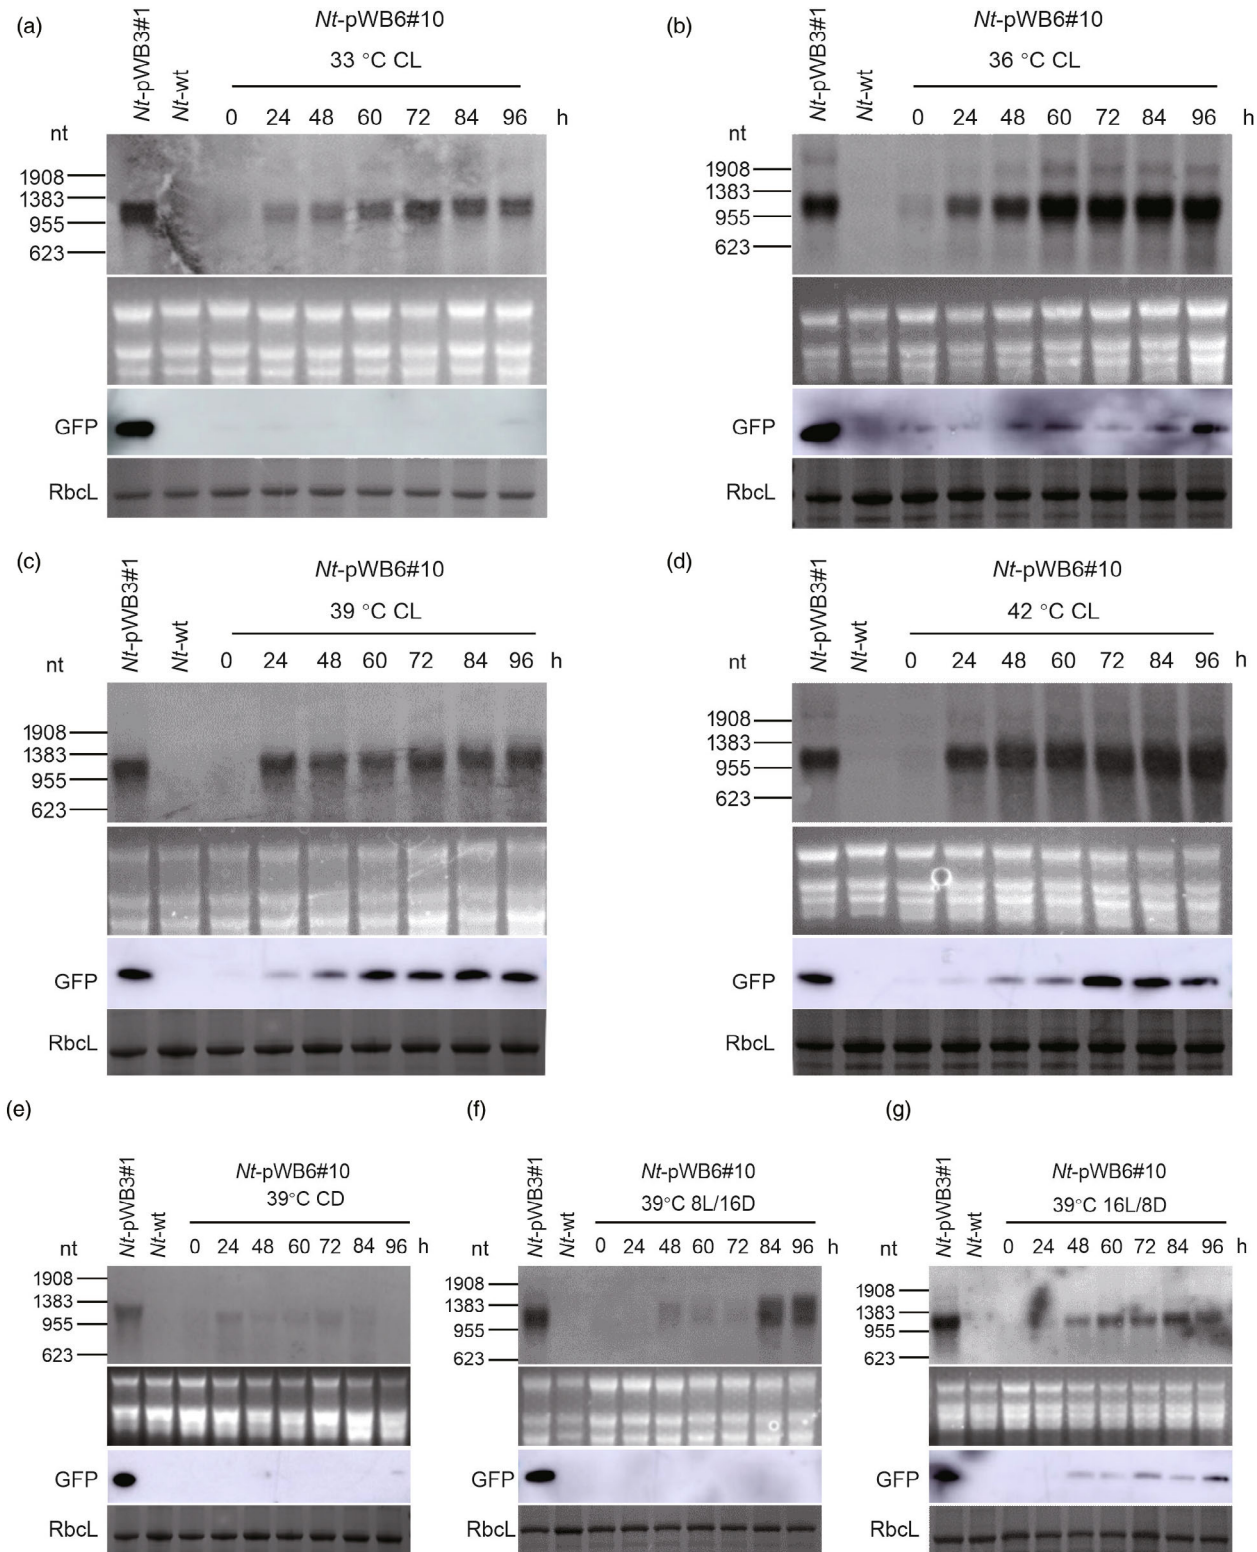 (a)
Nt-pWB3#1
Nt-wt
Nt-pWB6#10
33 °C CL
0 24 48 60 72 84 96 h
nt
1908
1383
955
623
GFP
RbcL
(b)
Nt-pWB3#1
Nt-wt
Nt-pWB6#10
36 °C CL
0 24 48 60 72 84 96 h
nt
1908
1383
955
623
GFP
RbcL
(c)
Nt-pWB3#1
Nt-wt
Nt-pWB6#10
39 °C CL
0 24 48 60 72 84 96 h
nt
1908
1383
955
623
GFP
RbcL
(d)
Nt-pWB3#1
Nt-wt
Nt-pWB6#10
42 °C CL
0 24 48 60 72 84 96 h
nt
1908
1383
955
623
GFP
RbcL
(e)
Nt-pWB3#1
Nt-wt
Nt-pWB6#10
39°C CD
0 24 48 60 72 84 96 h
nt
1908
1383
955
623
GFP
RbcL
(f)
Nt-pWB3#1
Nt-wt
Nt-pWB6#10
39°C 8L/16D
0 24 48 60 72 84 96 h
nt
1908
1383
955
623
GFP
RbcL
(g)
Nt-pWB3#1
Nt-wt
Nt-pWB6#10
39°C 16L/8D
0 24 48 60 72 84 96 h
nt
1908
1383
955
623
GFP
RbcL